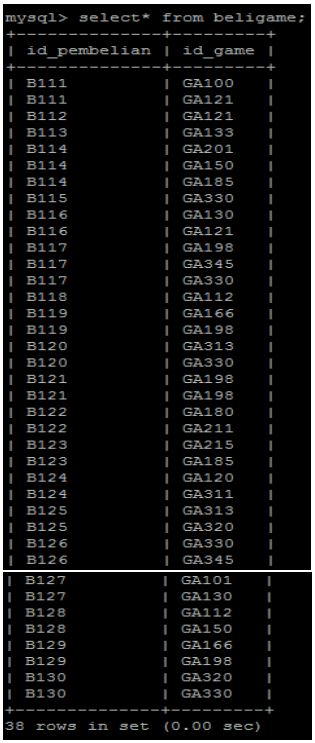 mysql> select* from beligame;
+--------------+---------+
| id_pembelian | id_game |
+--------------+---------+
| B111 | GA100 |
| B111 | GA121 |
| B112 | GA121 |
| B113 | GA133 |
| B114 | GA201 |
| B114 | GA150 |
| B114 | GA185 |
| B115 | GA330 |
| B116 | GA130 |
| B116 | GA121 |
| B117 | GA198 |
| B117 | GA345 |
| B117 | GA330 |
| B118 | GA112 |
| B119 | GA166 |
| B119 | GA198 |
| B120 | GA313 |
| B120 | GA330 |
| B121 | GA198 |
| B121 | GA198 |
| B122 | GA180 |
| B122 | GA211 |
| B123 | GA215 |
| B123 | GA185 |
| B124 | GA120 |
| B124 | GA311 |
| B125 | GA313 |
| B125 | GA320 |
| B126 | GA330 |
| B126 | GA345 |
| B127 | GA101 |
| B127 | GA130 |
| B128 | GA112 |
| B128 | GA150 |
| B129 | GA166 |
| B129 | GA198 |
| B130 | GA320 |
| B130 | GA330 |
+--------------+---------+
38 rows in set (0.00 sec)